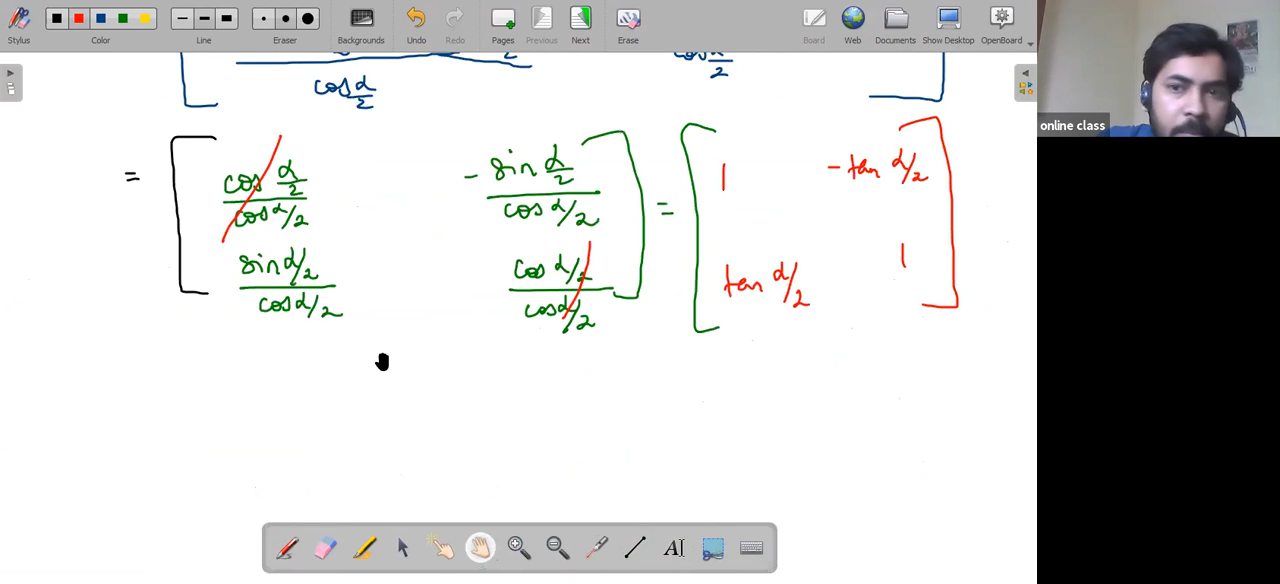 Stylus Color Line Eraser Backgrounds Undo Redo Pages Previous Next Erase Board Web Documents Show Desktop OpenBoard
online class
cos α/2
cos α/2
= [ cos α/2 / cos α/2   - sin α/2 / cos α/2 ] = [ 1   - tan α/2 ]
[ sin α/2 / cos α/2   cos α/2 / cos α/2 ]   [ tan α/2   1 ]